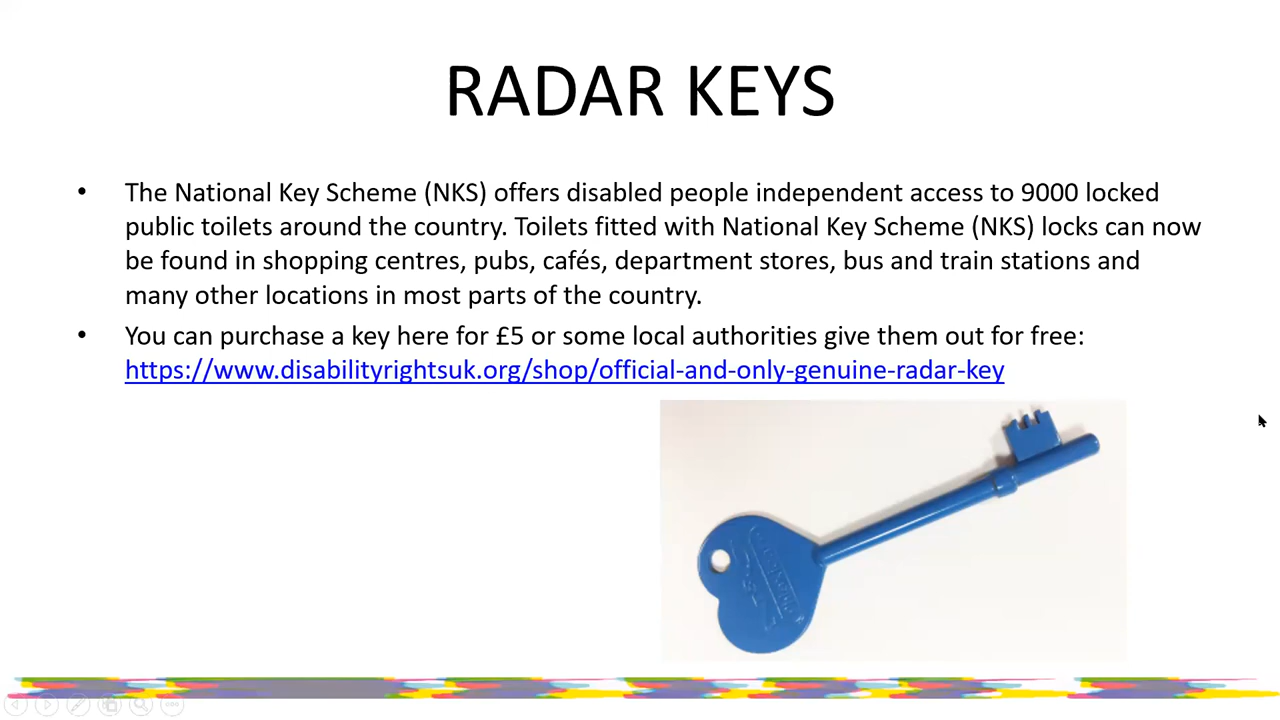 RADAR KEYS
• The National Key Scheme (NKS) offers disabled people independent access to 9000 locked
public toilets around the country. Toilets fitted with National Key Scheme (NKS) locks can now
be found in shopping centres, pubs, cafés, department stores, bus and train stations and
many other locations in most parts of the country.
• You can purchase a key here for £5 or some local authorities give them out for free:
https://www.disabilityrightsuk.org/shop/official-and-only-genuine-radar-key